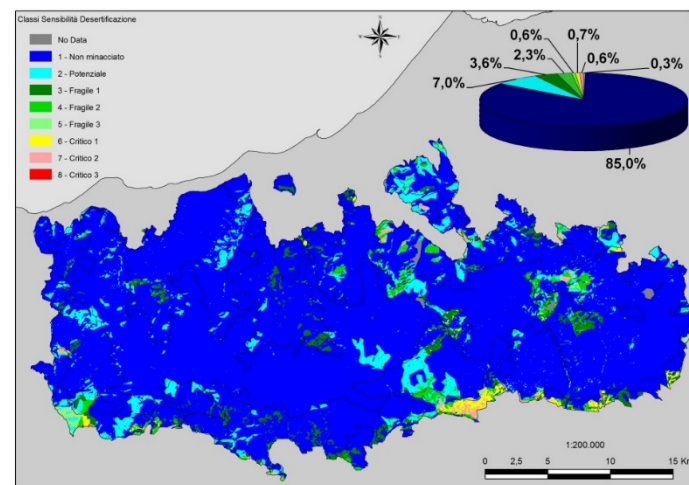 Classi Sensibilità Desertificazione
No Data
1 - Non minacciato
2 - Potenziale
3 - Fragile 1
4 - Fragile 2
5 - Fragile 3
6 - Critico 1
7 - Critico 2
8 - Critico 3
0,6%
0,7%
3,6%
2,3%
0,6%
0,3%
7,0%
85,0%
1:200.000
0
2,5
5
10
15 Km